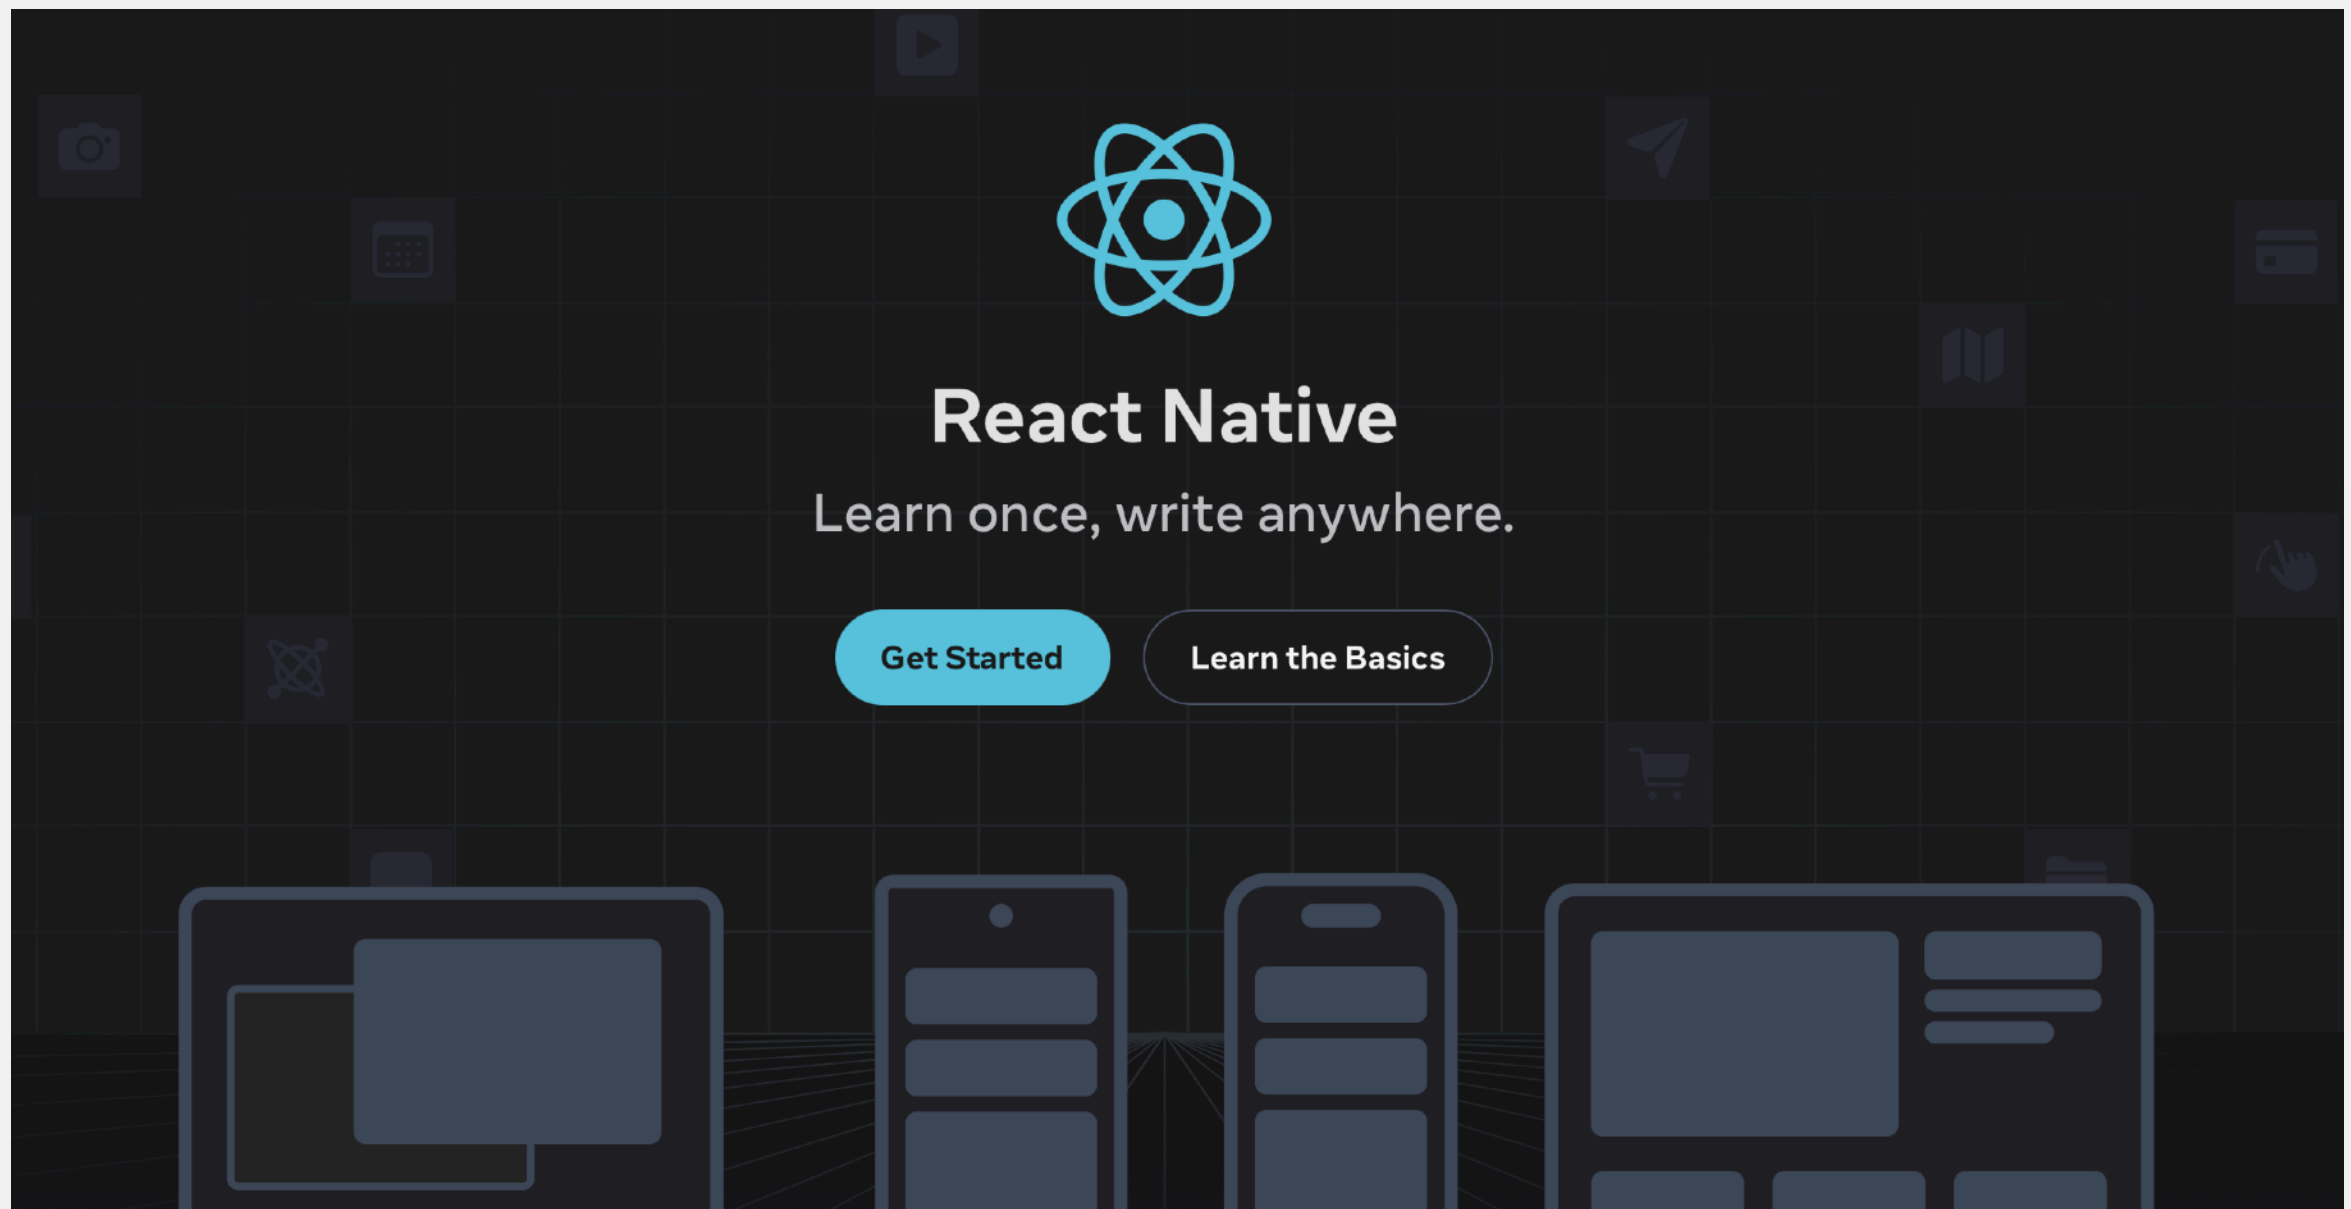 React Native
Learn once, write anywhere.
Get Started
Learn the Basics